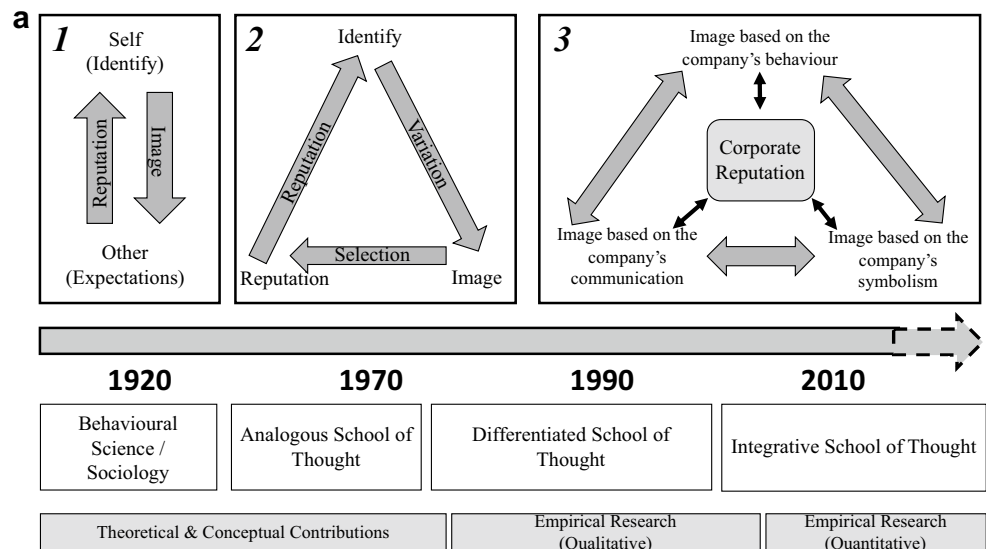 a
1
Self
(Identify)
Reputation
Image
Other
(Expectations)
2
Identify
Reputation
Variation
Selection
Reputation
Image
3
Image based on the
company's behaviour
Corporate
Reputation
Image based on the
company's
communication
Image based on the
company's
symbolism
1920
1970
1990
2010
Behavioural
Science /
Sociology
Analogous School of
Thought
Differentiated School of
Thought
Integrative School of Thought
Theoretical & Conceptual Contributions
Empirical Research
(Qualitative)
Empirical Research
(Quantitative)